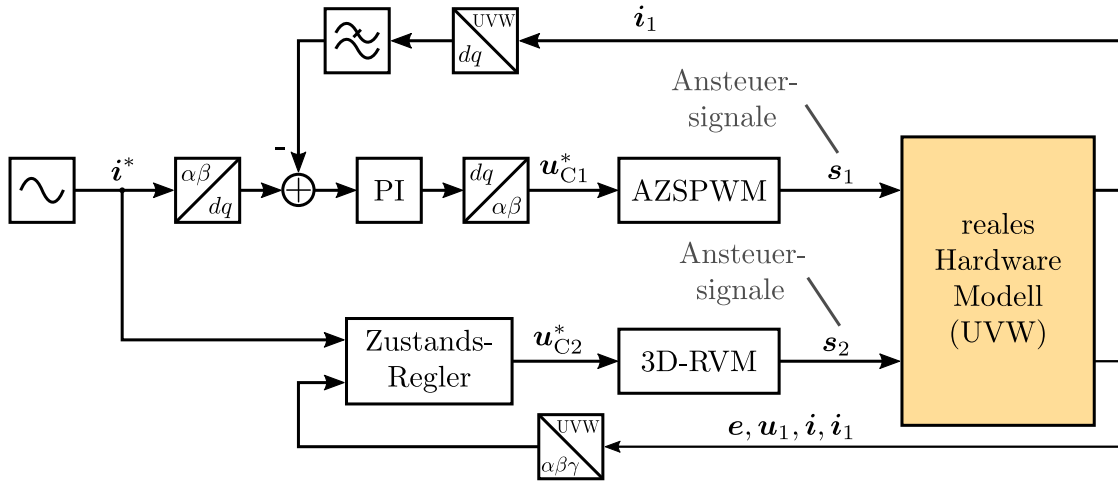 UVW
dq
i₁
Ansteuer-
signale
i*
αβ
dq
-
PI
dq
αβ
u*C1
AZSPWM
s₁
reales
Hardware
Modell
(UVW)
Ansteuer-
signale
Zustands-
Regler
u*C2
3D-RVM
s₂
UVW
αβγ
e, u₁, i, i₁